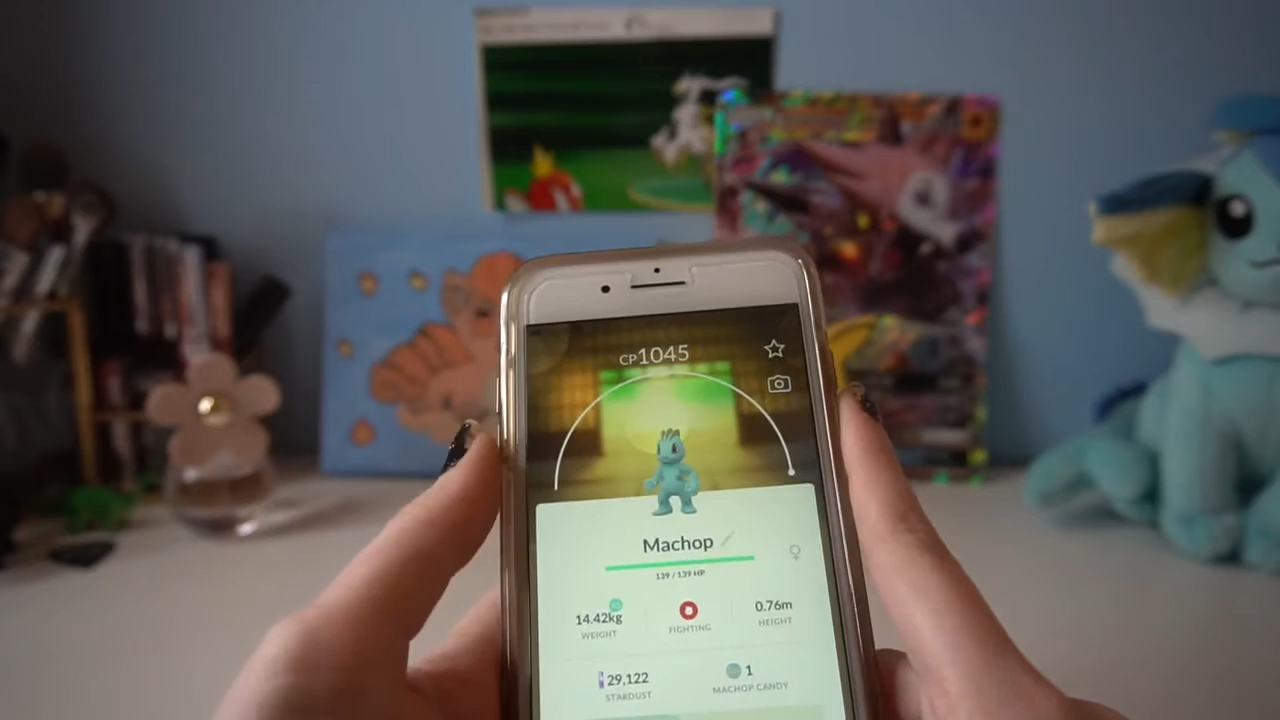 CP1045
Machop
139 / 139 HP
14.42kg
WEIGHT
FIGHTING
0.76m
HEIGHT
29,122
STARDUST
1
MACHOP CANDY